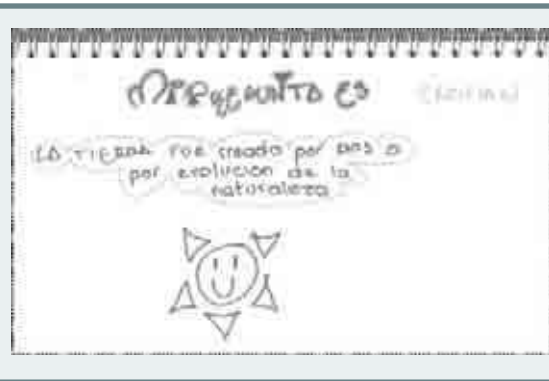 MI PREGUNTA ES
LA TIERRA FUE creada por DIOS O
por evolución de la
naturaleza